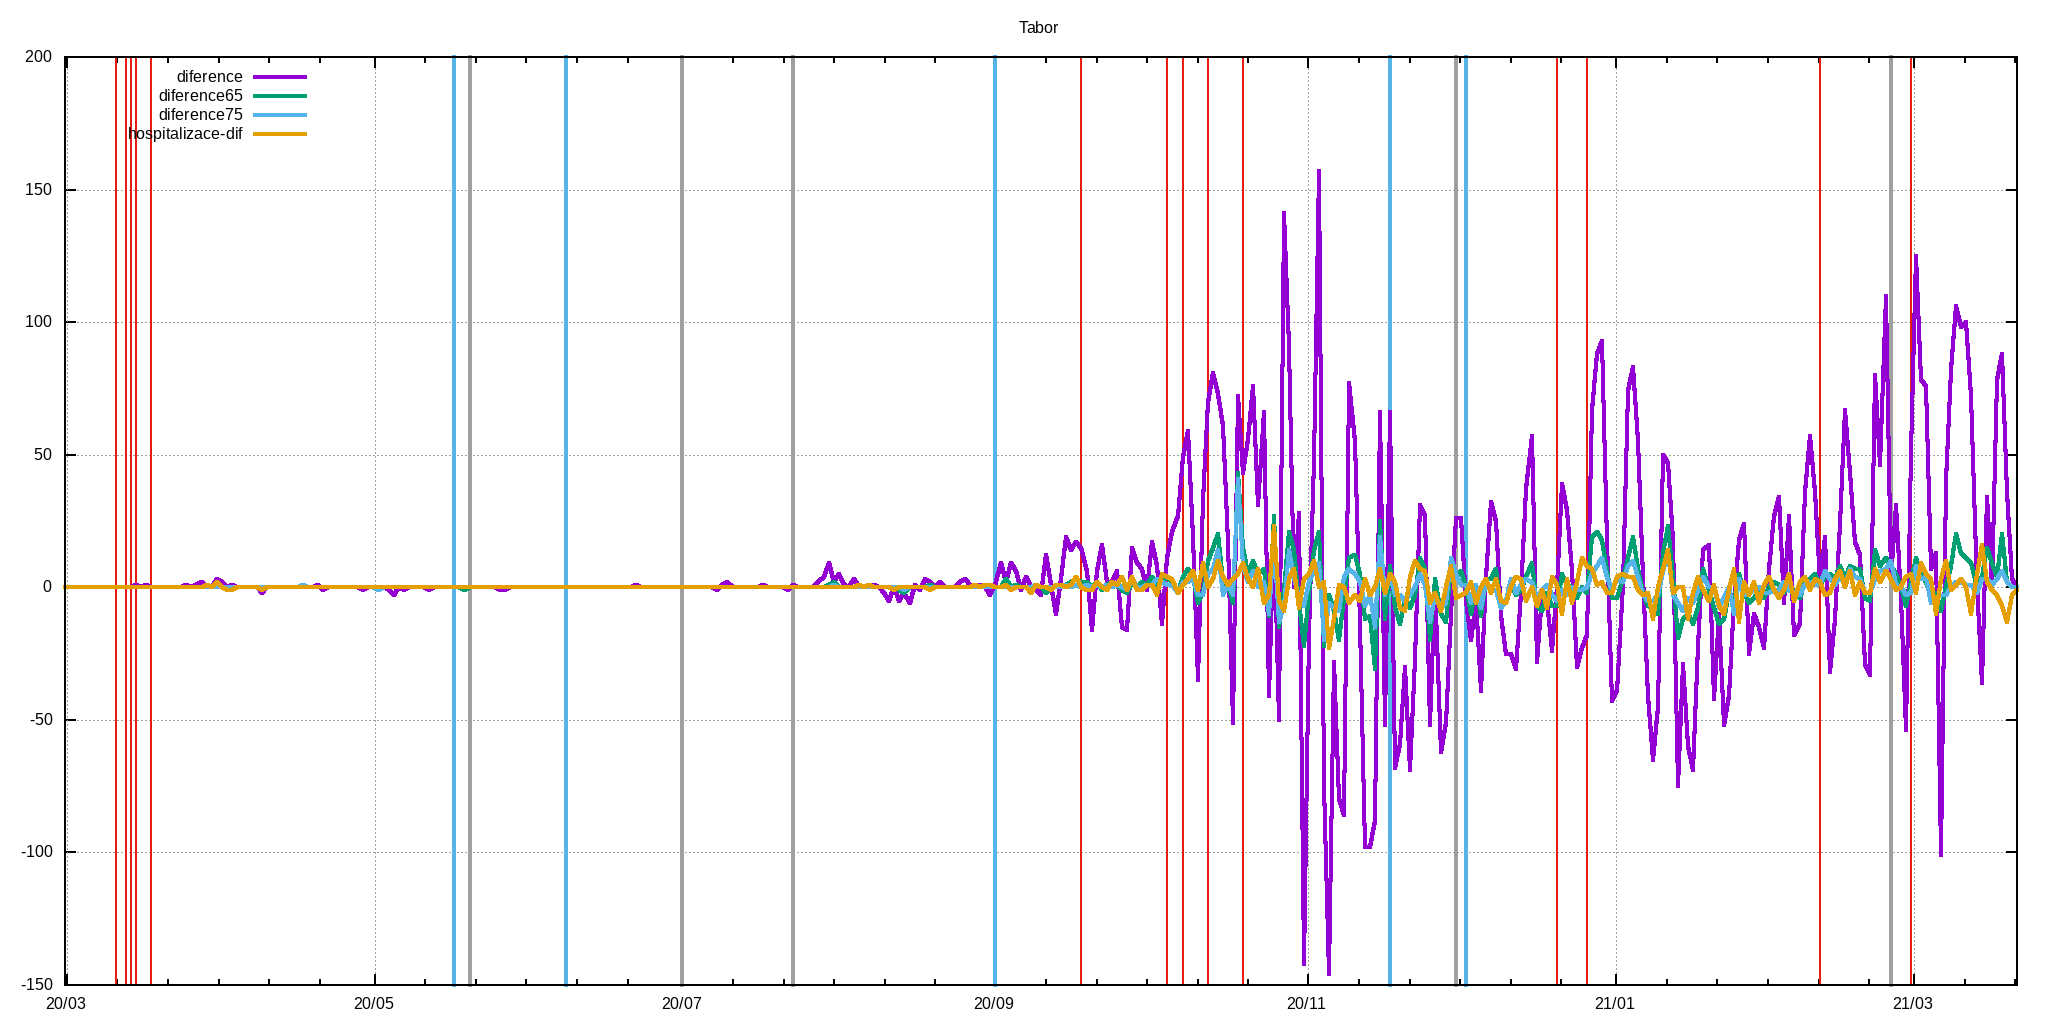 Tabor
200
150
100
50
0
-50
-100
-150
diference
diference65
diference75
hospitalizace-dif
20/03 20/05 20/07 20/09 20/11 21/01 21/03